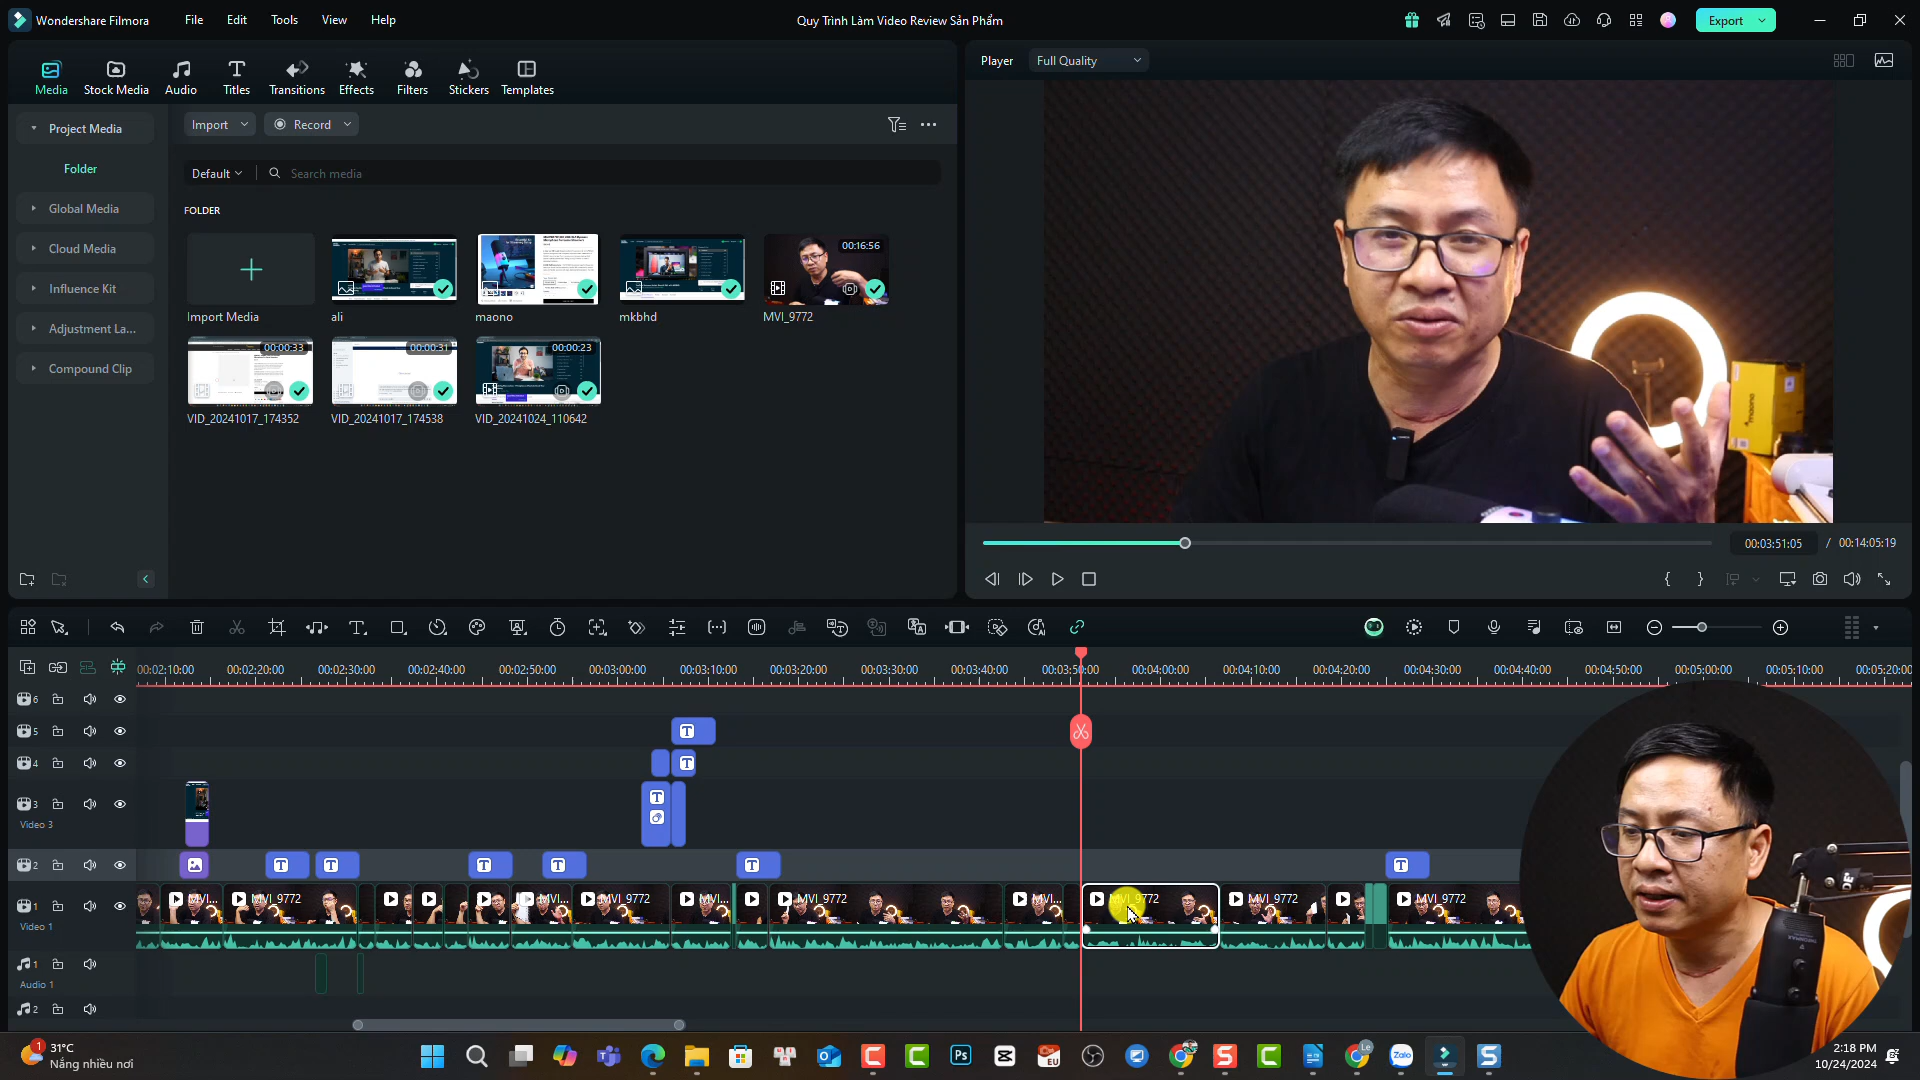 Wondershare Filmora File Edit Tools View Help Quy Trình Làm Video Review Sản Phẩm Export
Media Stock Media Audio Titles Transitions Effects Filters Stickers Templates
Player Full Quality
Project Media Import Record
Folder
Default Search media
Global Media
FOLDER
Cloud Media
00:16:56
Influence Kit
Import Media ali maono mkbhd MVI_9772
Adjustment La...
00:00:33 00:00:31 00:00:23
Compound Clip
VID_20241017_174352 VID_20241017_174538 VID_20241024_110642
00:03:51:05 / 00:14:05:19
00:02:10:00 00:02:20:00 00:02:30:00 00:02:40:00 00:02:50:00 00:03:00:00 00:03:10:00 00:03:20:00 00:03:30:00 00:03:40:00 00:03:50:00 00:04:00:00 00:04:10:00 00:04:20:00 00:04:30:00 00:04:40:00 00:04:50:00 00:05:00:00 00:05:10:00 00:05:20:00
6
5 T
4 T
3 T
Video 3
2 T T T T T T
1 MVI... MVI_9772 MVI... MVI_9772 MVI... MVI_9772 MVI... MVI_9772 MVI_9772 MVI_9772
Video 1
1
Audio 1
2
1 31°C
Nắng nhiều nơi
Ps EU Zalo
2:18 PM
10/24/2024